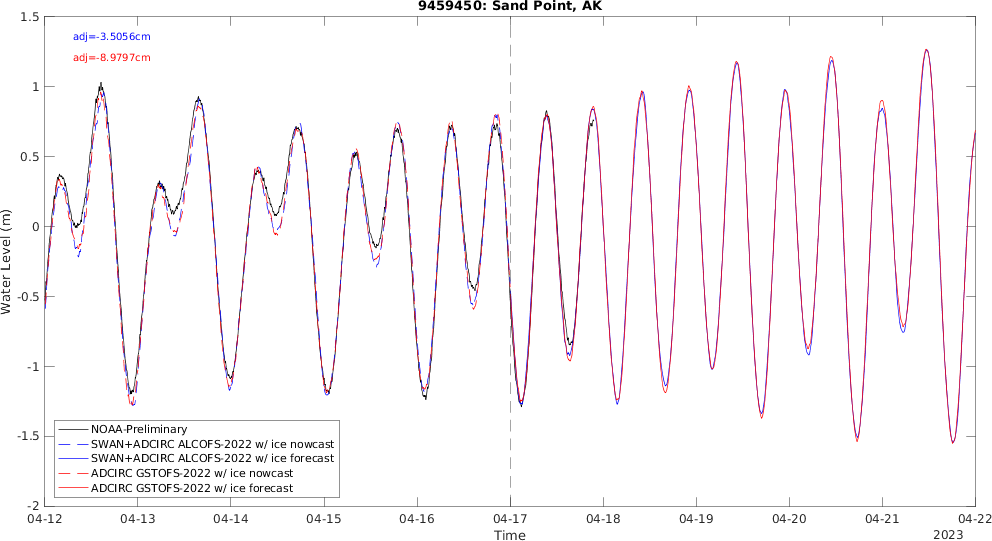 9459450: Sand Point, AK
adj=-3.5056cm
adj=-8.9797cm
Water Level (m)
1.5
1
0.5
0
-0.5
-1
-1.5
-2
NOAA-Preliminary
SWAN+ADCIRC ALCOFS-2022 w/ ice nowcast
SWAN+ADCIRC ALCOFS-2022 w/ ice forecast
ADCIRC GSTOFS-2022 w/ ice nowcast
ADCIRC GSTOFS-2022 w/ ice forecast
04-12 04-13 04-14 04-15 04-16 04-17 04-18 04-19 04-20 04-21 04-22
Time
2023